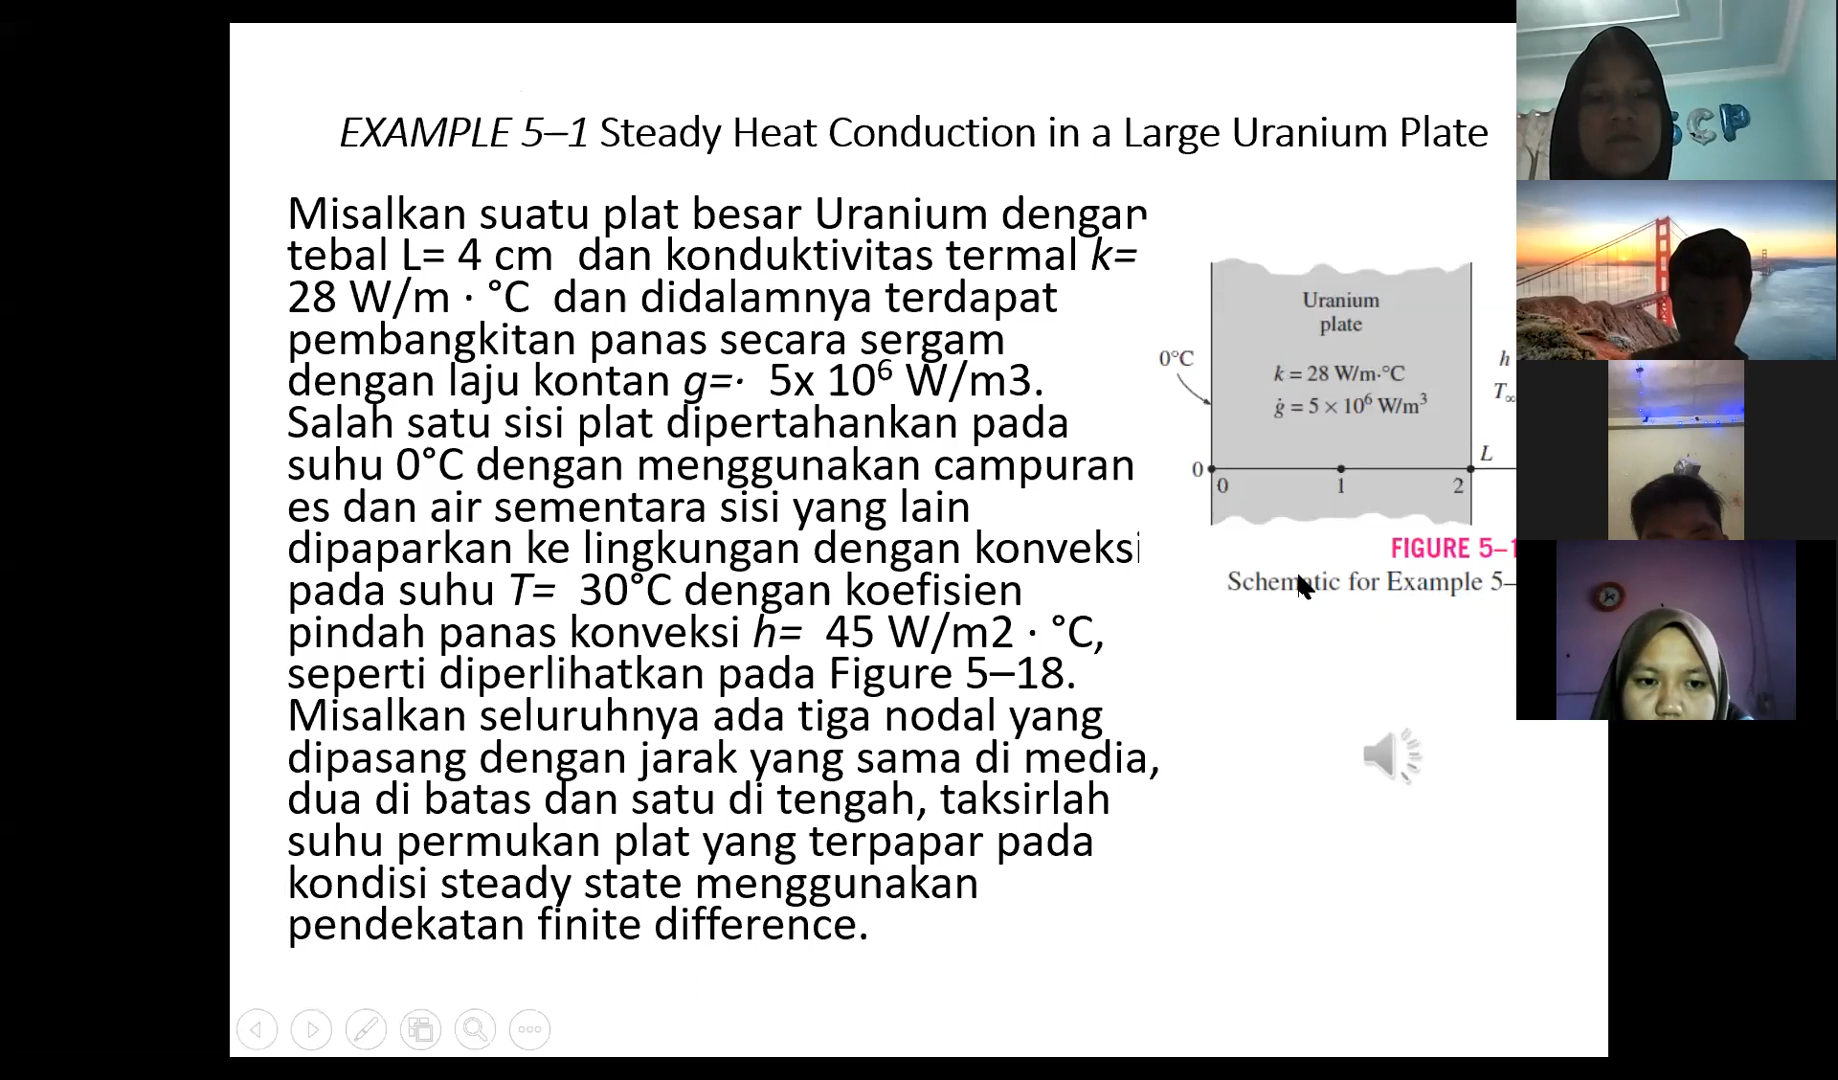 EXAMPLE 5–1 Steady Heat Conduction in a Large Uranium Plate
Misalkan suatu plat besar Uranium dengan
tebal L= 4 cm  dan konduktivitas termal k=
28 W/m · °C  dan didalamnya terdapat
pembangkitan panas secara sergam
dengan laju kontan g=·  5x 10⁶ W/m3.
Salah satu sisi plat dipertahankan pada
suhu 0°C dengan menggunakan campuran
es dan air sementara sisi yang lain
dipaparkan ke lingkungan dengan konveksi
pada suhu T=  30°C dengan koefisien
pindah panas konveksi h=  45 W/m2 · °C,
seperti diperlihatkan pada Figure 5–18.
Misalkan seluruhnya ada tiga nodal yang
dipasang dengan jarak yang sama di media,
dua di batas dan satu di tengah, taksirlah
suhu permukan plat yang terpapar pada
kondisi steady state menggunakan
pendekatan finite difference.
Uranium
plate
0°C
h
k = 28 W/m·°C
T∞
ġ = 5 × 10⁶ W/m³
L
0
0 1 2
FIGURE 5–1
Schematic for Example 5–
SCP